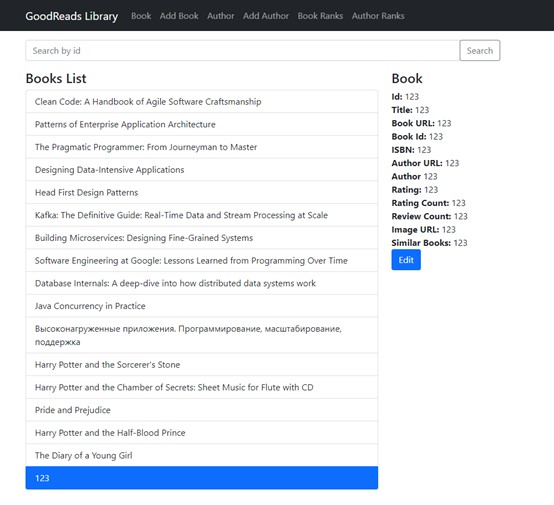 GoodReads Library Book Add Book Author Add Author Book Ranks Author Ranks
Search by id Search
Books List
Clean Code: A Handbook of Agile Software Craftsmanship
Patterns of Enterprise Application Architecture
The Pragmatic Programmer: From Journeyman to Master
Designing Data-Intensive Applications
Head First Design Patterns
Kafka: The Definitive Guide: Real-Time Data and Stream Processing at Scale
Building Microservices: Designing Fine-Grained Systems
Software Engineering at Google: Lessons Learned from Programming Over Time
Database Internals: A deep-dive into how distributed data systems work
Java Concurrency in Practice
Высоконагруженные приложения. Программирование, масштабирование,
поддержка
Harry Potter and the Sorcerer's Stone
Harry Potter and the Chamber of Secrets: Sheet Music for Flute with CD
Pride and Prejudice
Harry Potter and the Half-Blood Prince
The Diary of a Young Girl
123
Book
Id: 123
Title: 123
Book URL: 123
Book Id: 123
ISBN: 123
Author URL: 123
Author 123
Rating: 123
Rating Count: 123
Review Count: 123
Image URL: 123
Similar Books: 123
Edit